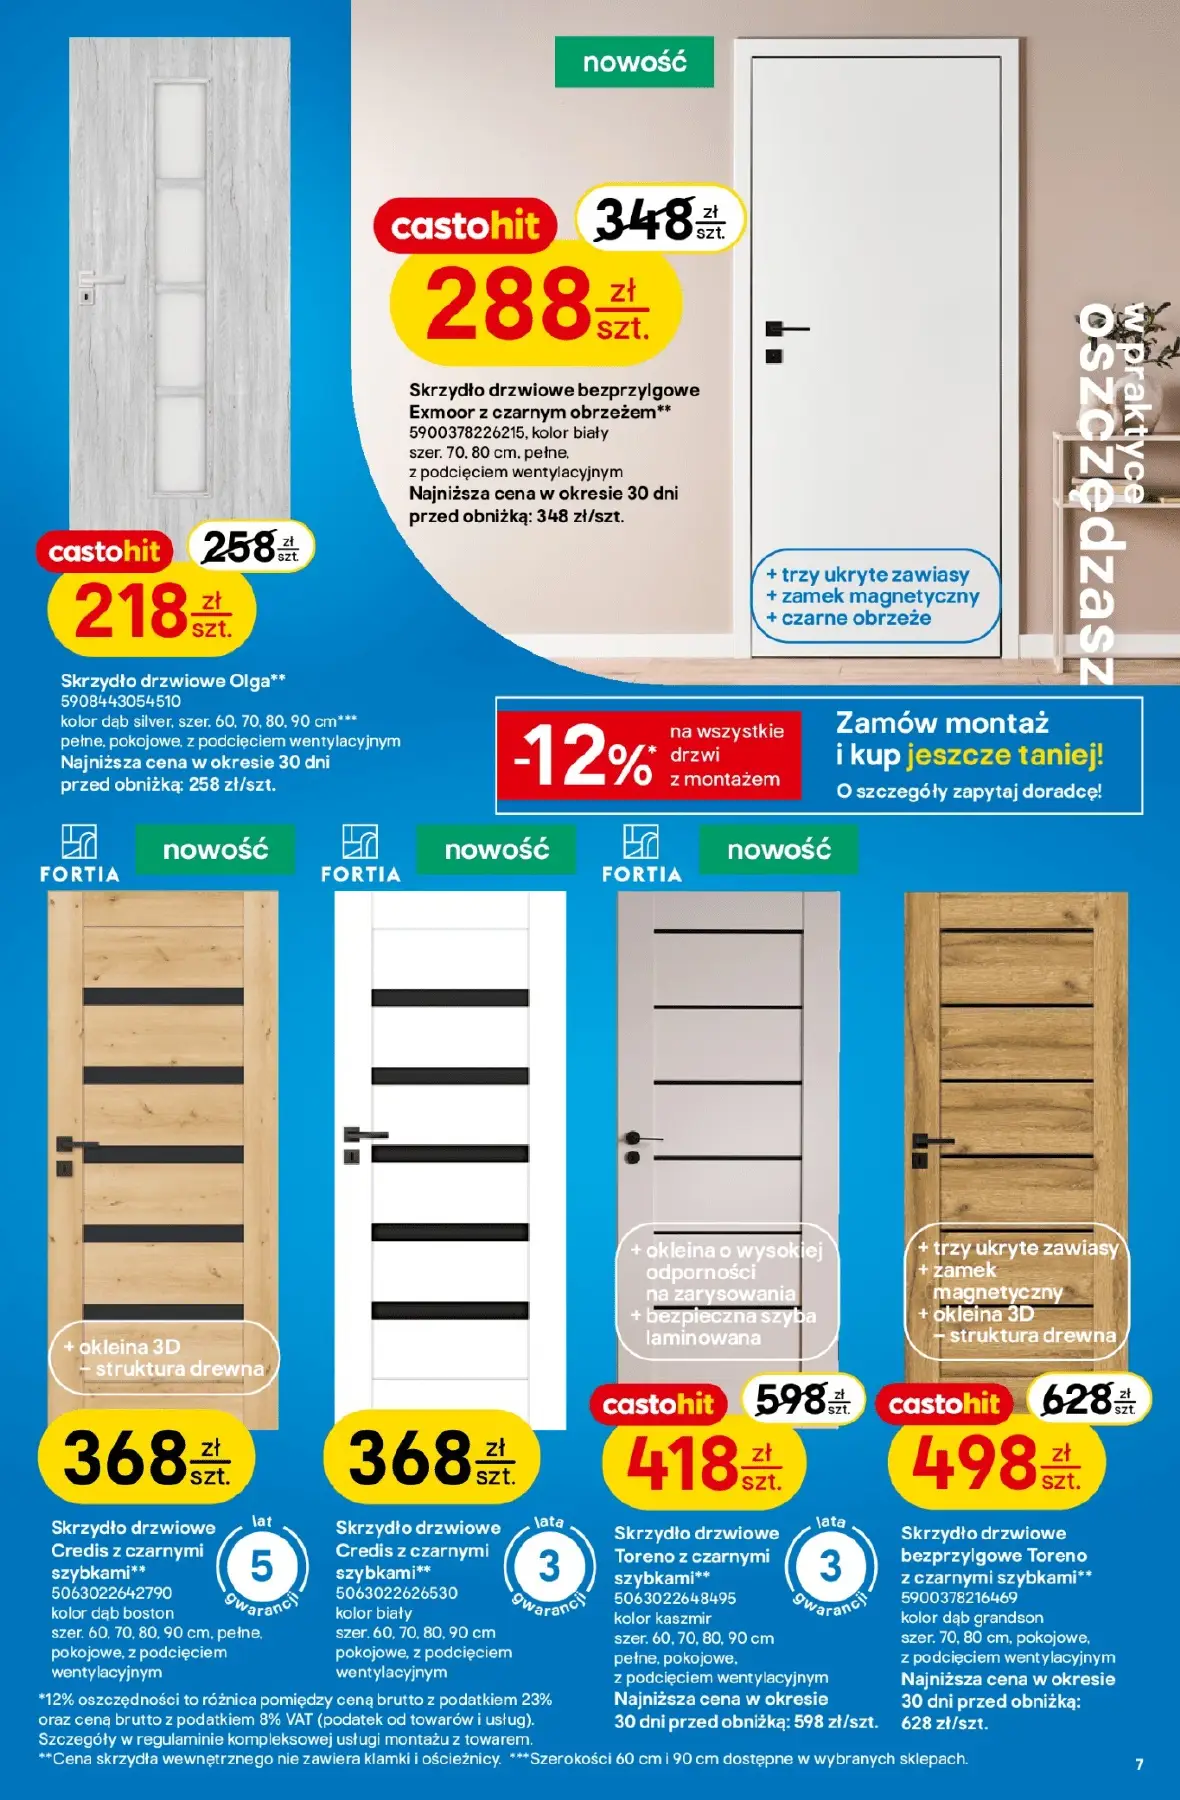 nowość
castohit
348 zł
szt.
288 zł
szt.
Skrzydło drzwiowe bezprzylgowe
Exmoor z czarnym obrzeżem**
5900378226215, kolor biały
szer. 70, 80 cm, pełne,
z podcięciem wentylacyjnym
Najniższa cena w okresie 30 dni
przed obniżką: 348 zł/szt.
+ trzy ukryte zawiasy
+ zamek magnetyczny
+ czarne obrzeże
w praktyce
oszczędzasz
castohit
258 zł
szt.
218 zł
szt.
Skrzydło drzwiowe Olga**
5908443054510
kolor dąb silver, szer. 60, 70, 80, 90 cm***
pełne, pokojowe, z podcięciem wentylacyjnym
Najniższa cena w okresie 30 dni
przed obniżką: 258 zł/szt.
-12%*
na wszystkie
drzwi
z montażem
Zamów montaż
i kup jeszcze taniej!
O szczegóły zapytaj doradcę!
FORTIA
nowość
FORTIA
nowość
FORTIA
nowość
+ okleina 3D
– struktura drewna
368 zł
szt.
Skrzydło drzwiowe
Credis z czarnymi
szybkami**
5063022642790
kolor dąb boston
szer. 60, 70, 80, 90 cm, pełne,
pokojowe, z podcięciem
wentylacyjnym
lat
5
gwarancji
368 zł
szt.
Skrzydło drzwiowe
Credis z czarnymi
szybkami**
5063022626530
kolor biały
szer. 60, 70, 80, 90 cm
pokojowe, z podcięciem
wentylacyjnym
lata
3
gwarancji
+ okleina o wysokiej
odporności
na zarysowania
+ bezpieczna szyba
laminowana
castohit
598 zł
szt.
418 zł
szt.
Skrzydło drzwiowe
Toreno z czarnymi
szybkami**
5063022648495
kolor kaszmir
szer. 60, 70, 80, 90 cm
pełne, pokojowe,
z podcięciem wentylacyjnym
Najniższa cena w okresie
30 dni przed obniżką: 598 zł/szt.
lata
3
gwarancji
+ trzy ukryte zawiasy
+ zamek
magnetyczny
+ okleina 3D
– struktura drewna
castohit
628 zł
szt.
498 zł
szt.
Skrzydło drzwiowe
bezprzylgowe Toreno
z czarnymi szybkami**
5900378216469
kolor dąb grandson
szer. 70, 80 cm, pokojowe,
z podcięciem wentylacyjnym
Najniższa cena w okresie
30 dni przed obniżką:
628 zł/szt.
*12% oszczędności to różnica pomiędzy ceną brutto z podatkiem 23%
oraz ceną brutto z podatkiem 8% VAT (podatek od towarów i usług).
Szczegóły w regulaminie kompleksowej usługi montażu z towarem.
**Cena skrzydła wewnętrznego nie zawiera klamki i ościeżnicy. ***Szerokości 60 cm i 90 cm dostępne w wybranych sklepach.
7